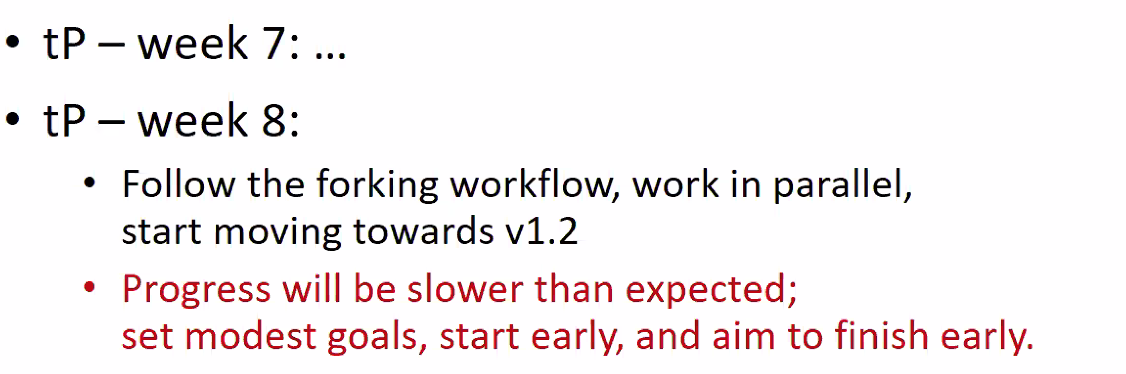 • tP – week 7: ...
• tP – week 8:
• Follow the forking workflow, work in parallel,
start moving towards v1.2
• Progress will be slower than expected;
set modest goals, start early, and aim to finish early.